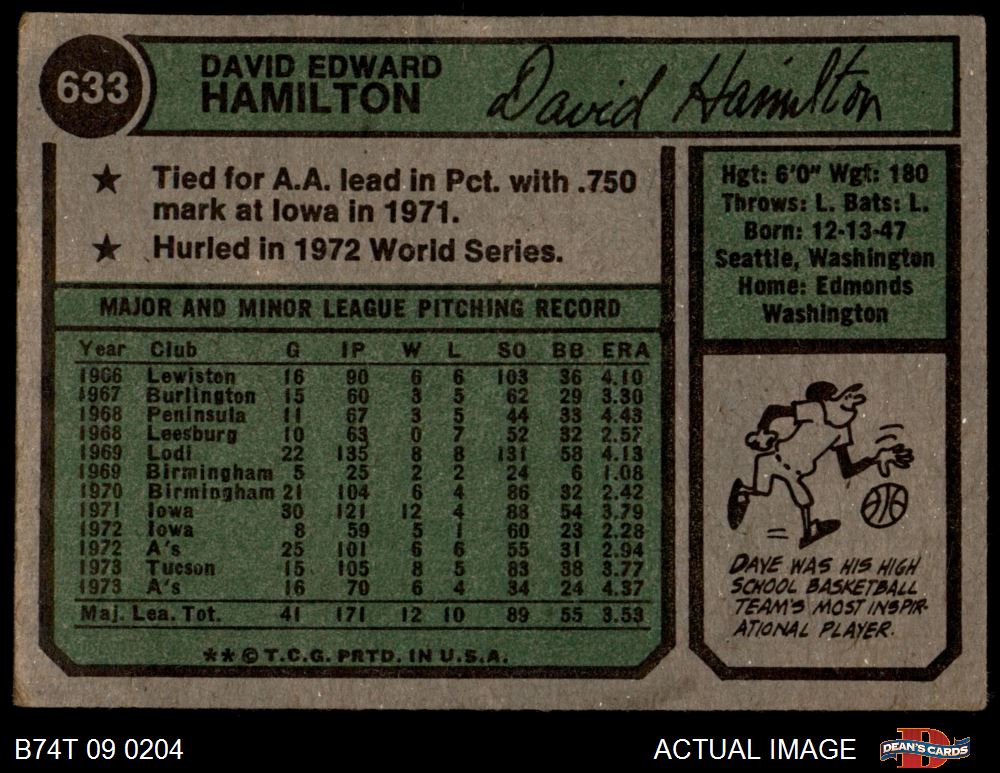 633
DAVID EDWARD
HAMILTON
David Hamilton
★ Tied for A.A. lead in Pct. with .750
mark at Iowa in 1971.
★ Hurled in 1972 World Series.
MAJOR AND MINOR LEAGUE PITCHING RECORD
Year Club G IP W L SO BB ERA
1966 Lewiston 16 90 6 6 103 36 4.10
1967 Burlington 15 60 3 5 62 29 3.30
1968 Peninsula 11 67 3 5 44 33 4.43
1968 Leesburg 10 63 0 7 52 32 2.57
1969 Lodi 22 135 8 8 131 58 4.13
1969 Birmingham 5 25 2 2 24 6 1.08
1970 Birmingham 21 104 6 4 86 32 2.42
1971 Iowa 30 121 12 4 88 54 3.79
1972 Iowa 8 59 5 1 60 23 2.28
1972 A's 25 101 6 6 55 31 2.94
1973 Tucson 15 105 8 5 83 38 3.77
1973 A's 16 70 6 4 34 24 4.37
Maj. Lea. Tot. 41 171 12 10 89 55 3.53
** © T.C.G. PRTD. IN U.S.A.
Hgt: 6'0" Wgt: 180
Throws: L. Bats: L.
Born: 12-13-47
Seattle, Washington
Home: Edmonds
Washington
DAVE WAS HIS HIGH
SCHOOL BASKETBALL
TEAM'S MOST INSPIR-
ATIONAL PLAYER.
B74T 09 0204
ACTUAL IMAGE
DEAN'S CARDS